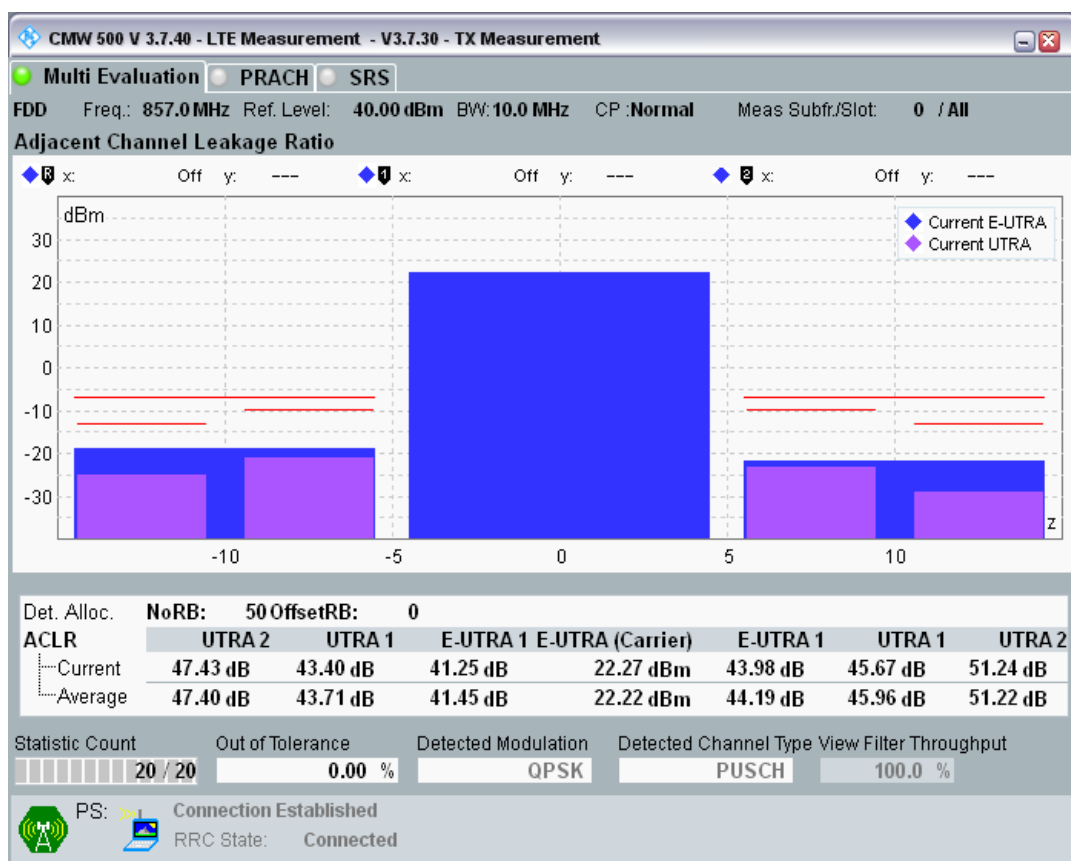 CMW 500 V 3.7.40 - LTE Measurement - V3.7.30 - TX Measurement
Multi Evaluation PRACH SRS
FDD Freq.: 857.0 MHz Ref. Level: 40.00 dBm BW: 10.0 MHz CP :Normal Meas Subfr./Slot: 0 / All
Adjacent Channel Leakage Ratio
R x: Off y: --- 1 x: Off y: --- 2 x: Off y: ---
dBm
Current E-UTRA
Current UTRA
30
20
10
0
-10
-20
-30
z
-10 -5 0 5 10
Det. Alloc. NoRB: 50 OffsetRB: 0
ACLR UTRA 2 UTRA 1 E-UTRA 1 E-UTRA (Carrier) E-UTRA 1 UTRA 1 UTRA 2
Current 47.43 dB 43.40 dB 41.25 dB 22.27 dBm 43.98 dB 45.67 dB 51.24 dB
Average 47.40 dB 43.71 dB 41.45 dB 22.22 dBm 44.19 dB 45.96 dB 51.22 dB
Statistic Count Out of Tolerance Detected Modulation Detected Channel Type View Filter Throughput
20 / 20 0.00 % QPSK PUSCH 100.0 %
PS: Connection Established
RRC State: Connected